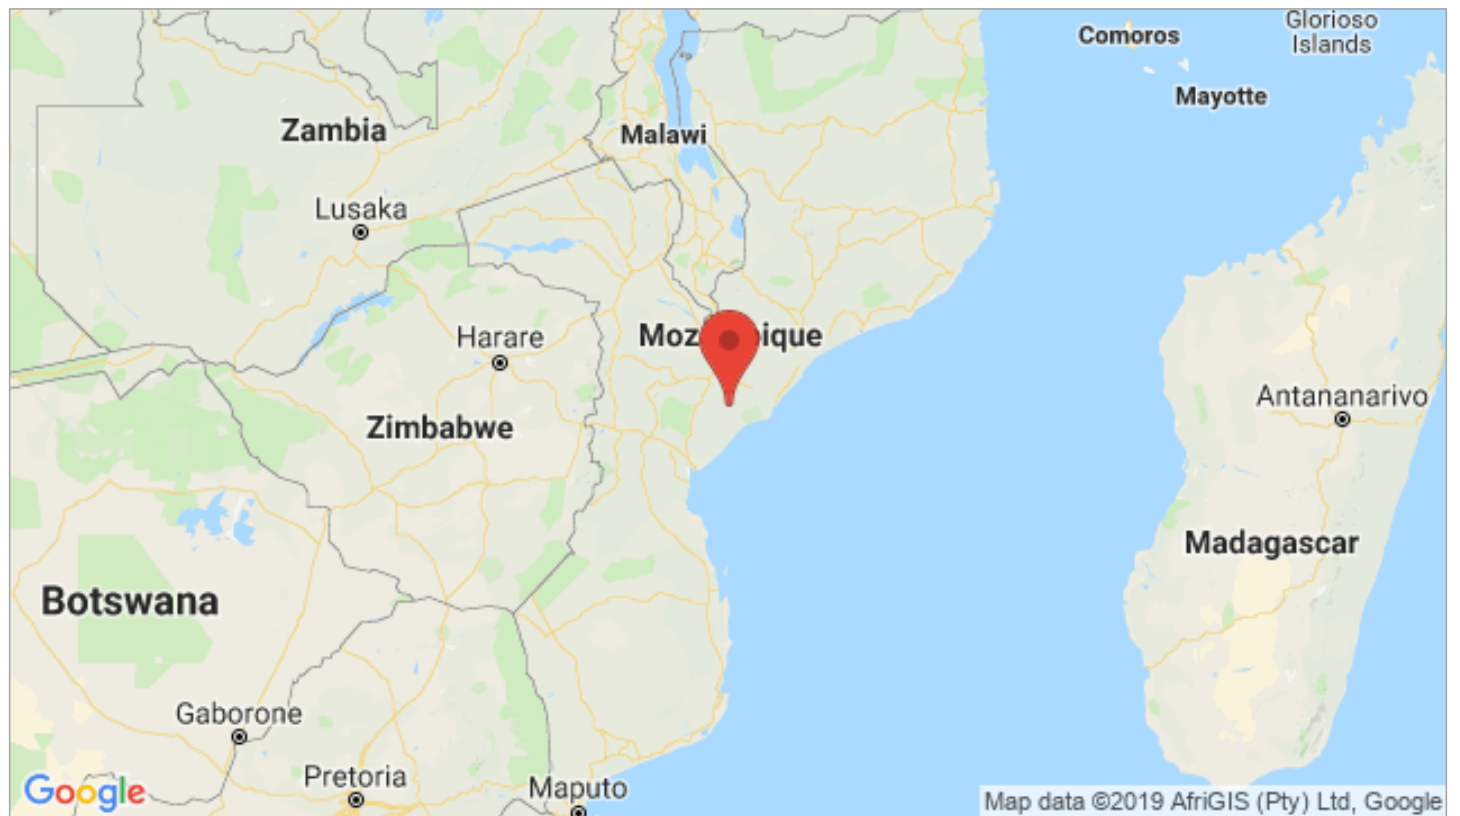 Comoros
Glorioso
Islands
Mayotte
Zambia
Malawi
Lusaka
Harare
Moz
ique
Zimbabwe
Antananarivo
Madagascar
Botswana
Gaborone
Pretoria
Maputo
Google
Map data ©2019 AfriGIS (Pty) Ltd, Google